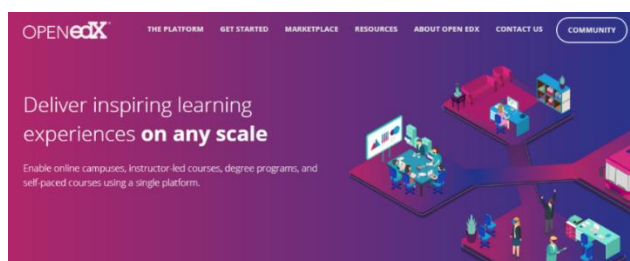 OPENedX
THE PLATFORM GET STARTED MARKETPLACE RESOURCES ABOUT OPEN EDX CONTACT US COMMUNITY
Deliver inspiring learning
experiences on any scale
Enable online campuses, instructor-led courses, degree programs, and
self-paced courses using a single platform.